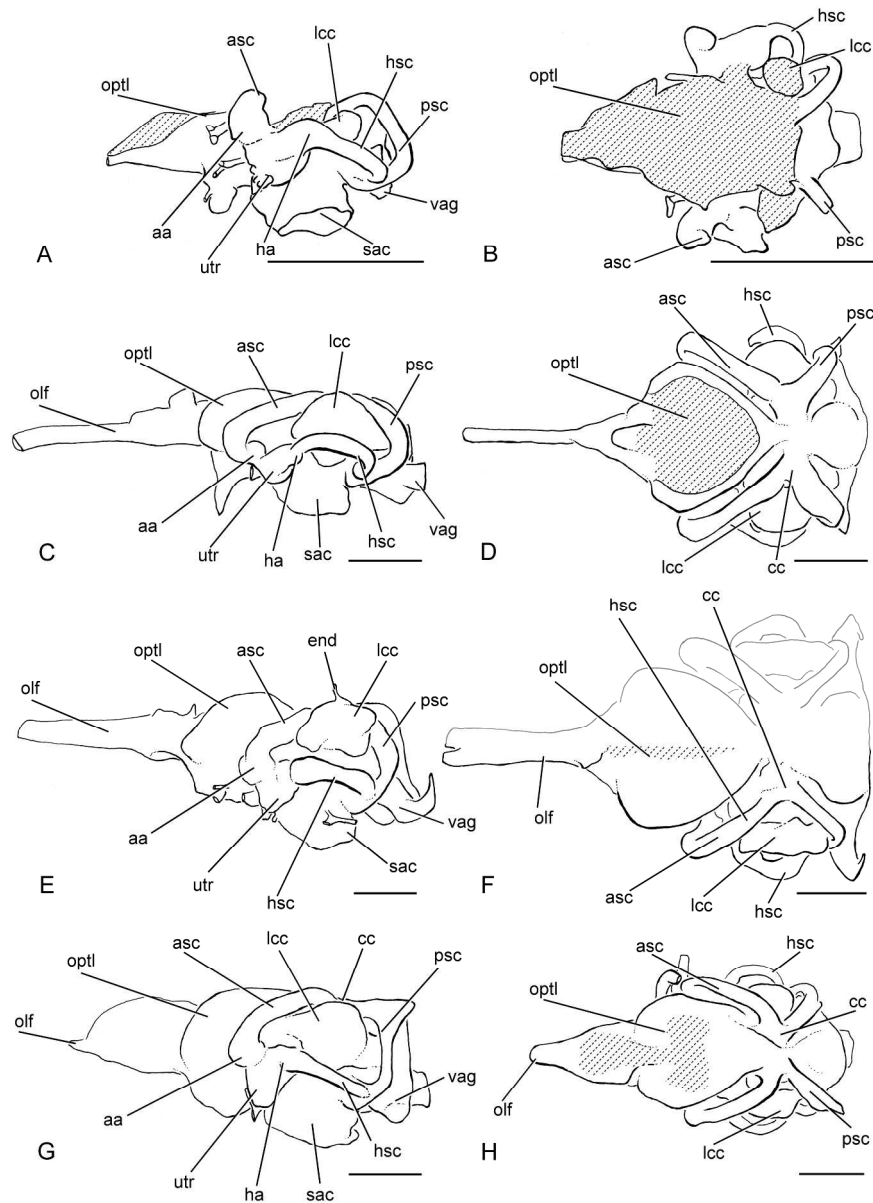 asc
lcc
hsc
optl
psc
vag
aa
utr
ha
sac
A
hsc
lcc
optl
psc
asc
B
optl
asc
lcc
psc
olf
aa
utr
ha
sac
hsc
vag
C
asc
hsc
psc
optl
lcc
cc
D
end
optl
asc
lcc
psc
olf
aa
utr
hsc
sac
vag
E
hsc
cc
optl
olf
asc
lcc
hsc
F
asc
lcc
cc
psc
optl
olf
aa
utr
ha
sac
hsc
vag
G
asc
hsc
optl
cc
olf
lcc
psc
H